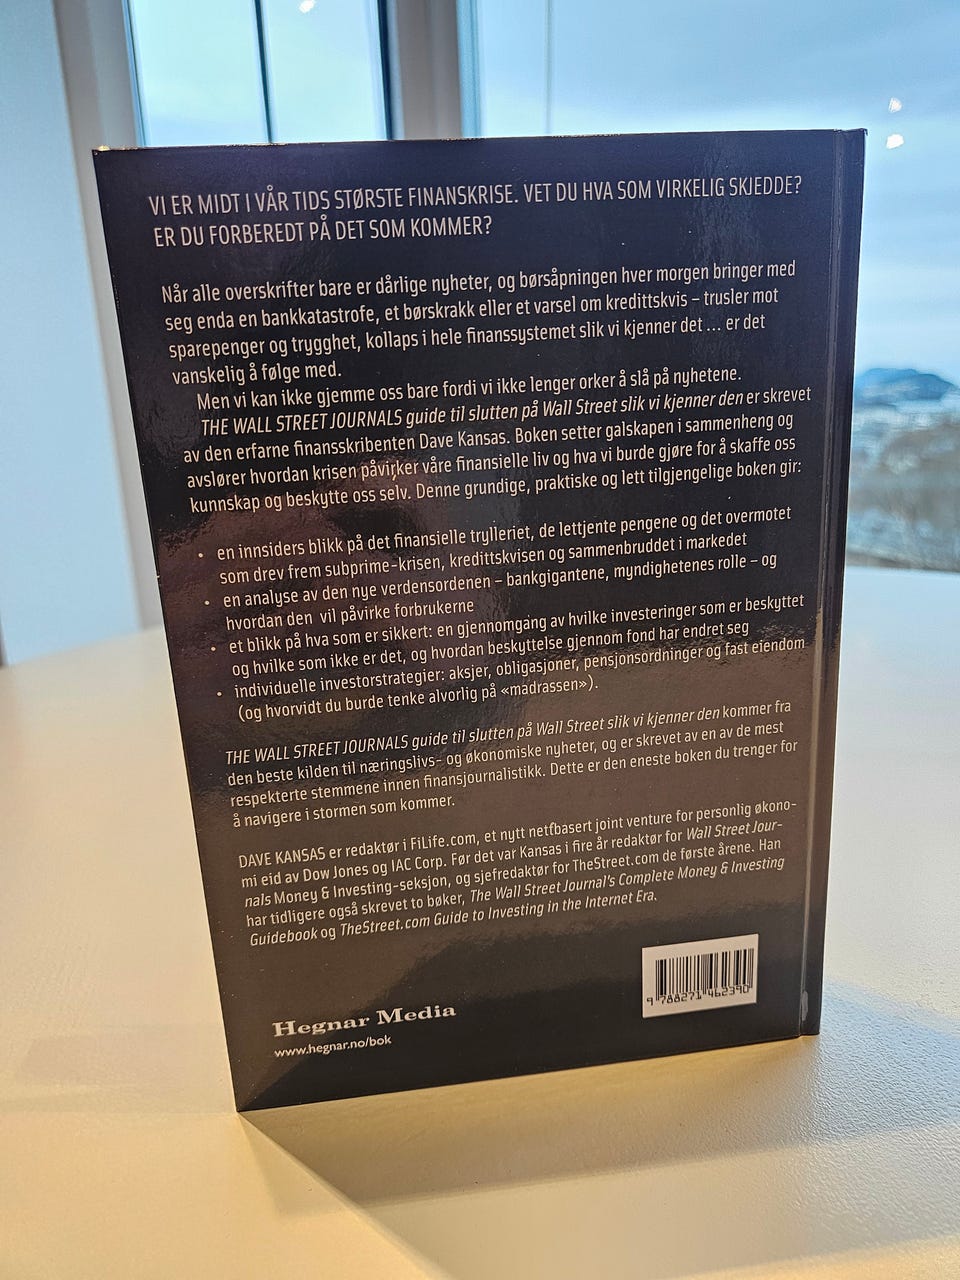 VI ER MIDT I VÅR TIDS STØRSTE FINANSKRISE. VET DU HVA SOM VIRKELIG SKJEDDE?
ER DU FORBEREDT PÅ DET SOM KOMMER?
Når alle overskrifter bare er dårlige nyheter, og børsåpningen hver morgen bringer med
seg enda en bankkatastrofe, et børskrakk eller et varsel om kredittskvis – trusler mot
sparepenger og trygghet, kollaps i hele finanssystemet slik vi kjenner det ... er det
vanskelig å følge med.
Men vi kan ikke gjemme oss bare fordi vi ikke lenger orker å slå på nyhetene.
THE WALL STREET JOURNALS guide til slutten på Wall Street slik vi kjenner den er skrevet
av den erfarne finansskribenten Dave Kansas. Boken setter galskapen i sammenheng og
avslører hvordan krisen påvirker våre finansielle liv og hva vi burde gjøre for å skaffe oss
kunnskap og beskytte oss selv. Denne grundige, praktiske og lett tilgjengelige boken gir:
• en innsiders blikk på det finansielle trylleriet, de lettjente pengene og det overmotet
som drev frem subprime-krisen, kredittskvisen og sammenbruddet i markedet
• en analyse av den nye verdensordenen – bankgigantene, myndighetenes rolle – og
hvordan den vil påvirke forbrukerne
• et blikk på hva som er sikkert: en gjennomgang av hvilke investeringer som er beskyttet
og hvilke som ikke er det, og hvordan beskyttelse gjennom fond har endret seg
• individuelle investorstrategier: aksjer, obligasjoner, pensjonsordninger og fast eiendom
(og hvorvidt du burde tenke alvorlig på «madrassen»).
THE WALL STREET JOURNALS guide til slutten på Wall Street slik vi kjenner den kommer fra
den beste kilden til næringslivs- og økonomiske nyheter, og er skrevet av en av de mest
respekterte stemmene innen finansjournalistikk. Dette er den eneste boken du trenger for
å navigere i stormen som kommer.
DAVE KANSAS er redaktør i FiLife.com, et nytt nettbasert joint venture for personlig økono-
mi eid av Dow Jones og IAC Corp. Før det var Kansas i fire år redaktør for Wall Street Jour-
nals Money & Investing-seksjon, og sjefredaktør for TheStreet.com de første årene. Han
har tidligere også skrevet to bøker, The Wall Street Journal's Complete Money & Investing
Guidebook og TheStreet.com Guide to Investing in the Internet Era.
9 788271 462390
Hegnar Media
www.hegnar.no/bok